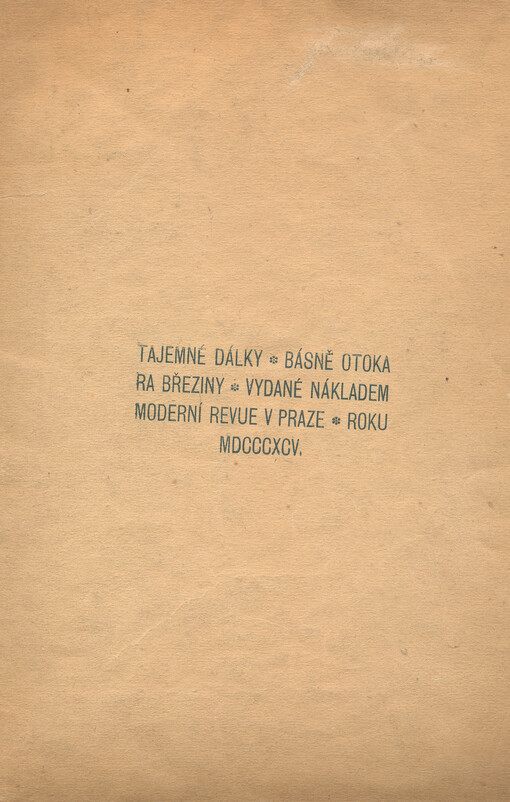 TAJEMNÉ DÁLKY ✽ BÁSNĚ OTOKA
RA BŘEZINY ✽ VYDANÉ NÁKLADEM
MODERNÍ REVUE V PRAZE ✽ ROKU
MDCCCXCV.